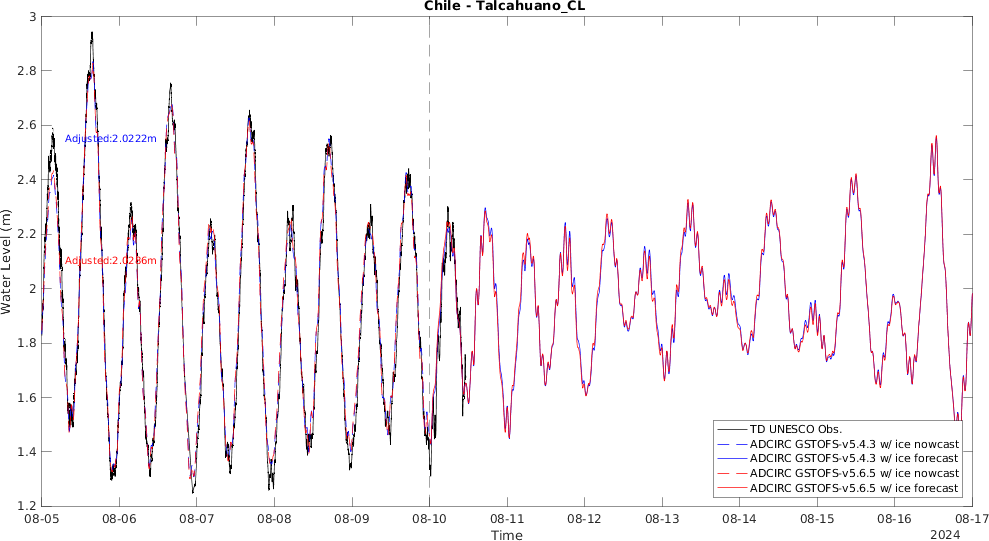 Chile - Talcahuano_CL
3
2.8
2.6
2.4
2.2
2
1.8
1.6
1.4
1.2
Water Level (m)
Adjusted:2.0222m
Adjusted:2.0286m
TD UNESCO Obs.
ADCIRC GSTOFS-v5.4.3 w/ ice nowcast
ADCIRC GSTOFS-v5.4.3 w/ ice forecast
ADCIRC GSTOFS-v5.6.5 w/ ice nowcast
ADCIRC GSTOFS-v5.6.5 w/ ice forecast
08-05 08-06 08-07 08-08 08-09 08-10 08-11 08-12 08-13 08-14 08-15 08-16 08-17
Time
2024